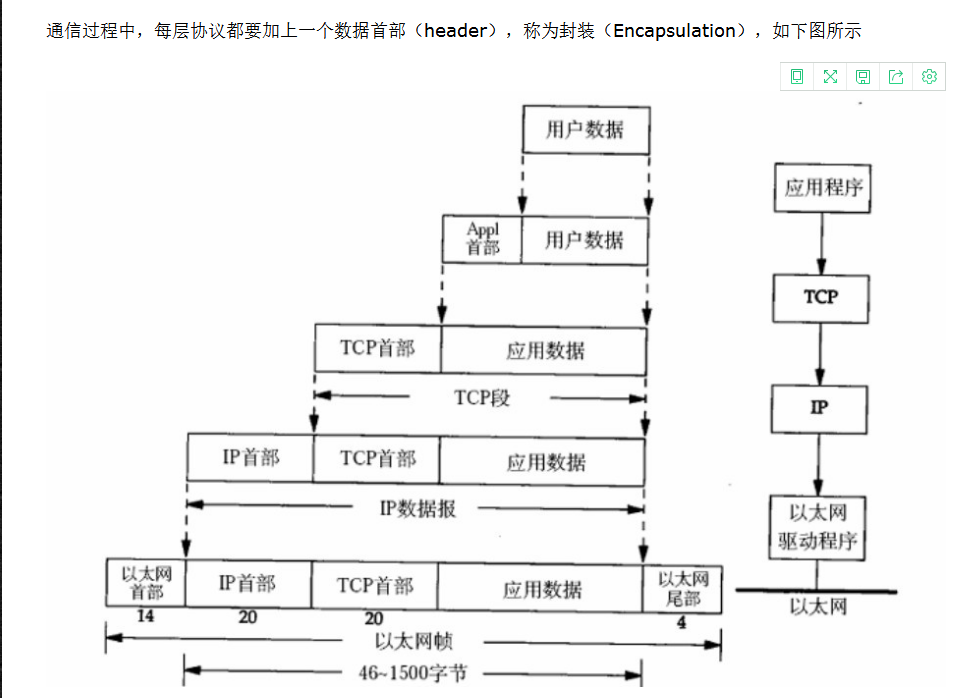 通信过程中，每层协议都要加上一个数据首部（header），称为封装（Encapsulation），如下图所示
用户数据
应用程序
Appl
首部
用户数据
TCP
TCP首部
应用数据
TCP段
IP
IP首部
TCP首部
应用数据
IP数据报
以太网
驱动程序
以太网
首部
IP首部
TCP首部
应用数据
以太网
尾部
以太网
14
20
20
4
以太网帧
46~1500字节